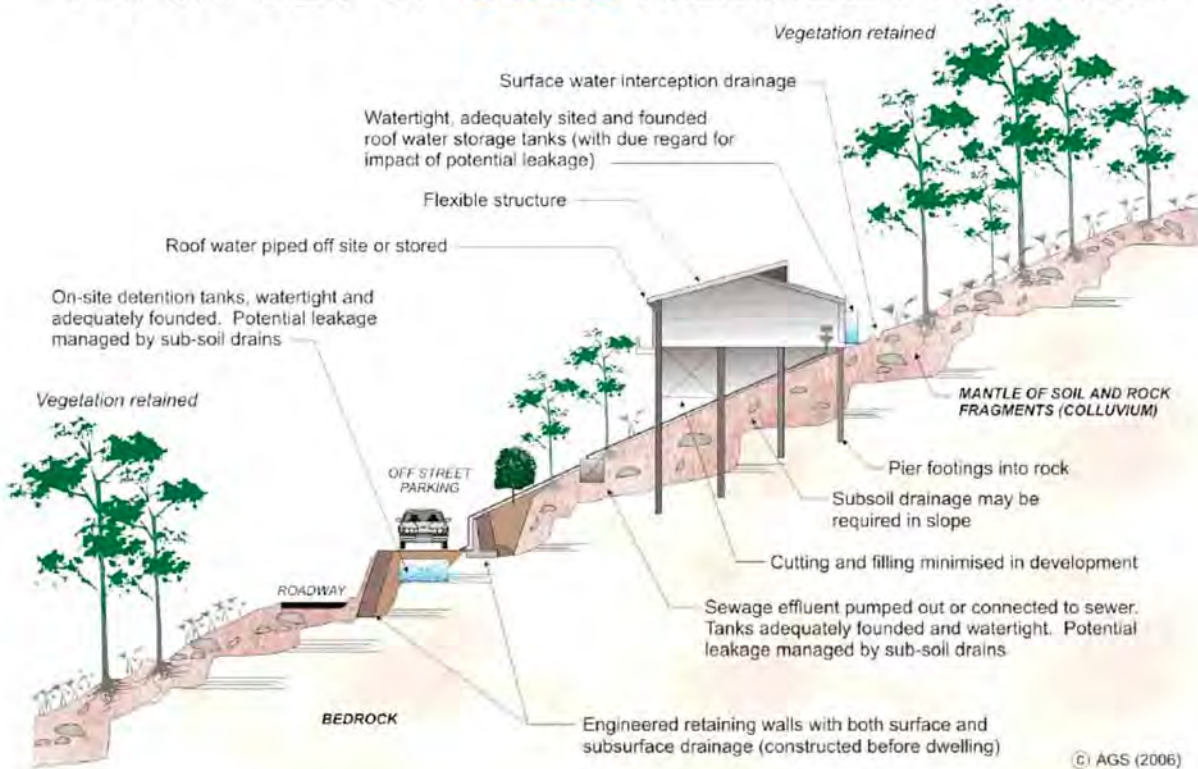 Vegetation retained
Surface water interception drainage
Watertight, adequately sited and founded
roof water storage tanks (with due regard for
impact of potential leakage)
Flexible structure
Roof water piped off site or stored
On-site detention tanks, watertight and
adequately founded. Potential leakage
managed by sub-soil drains
Vegetation retained
OFF STREET
PARKING
ROADWAY
MANTLE OF SOIL AND ROCK
FRAGMENTS (COLLUVIUM)
Pier footings into rock
Subsoil drainage may be
required in slope
Cutting and filling minimised in development
Sewage effluent pumped out or connected to sewer.
Tanks adequately founded and watertight. Potential
leakage managed by sub-soil drains
BEDROCK
Engineered retaining walls with both surface and
subsurface drainage (constructed before dwelling)
© AGS (2006)